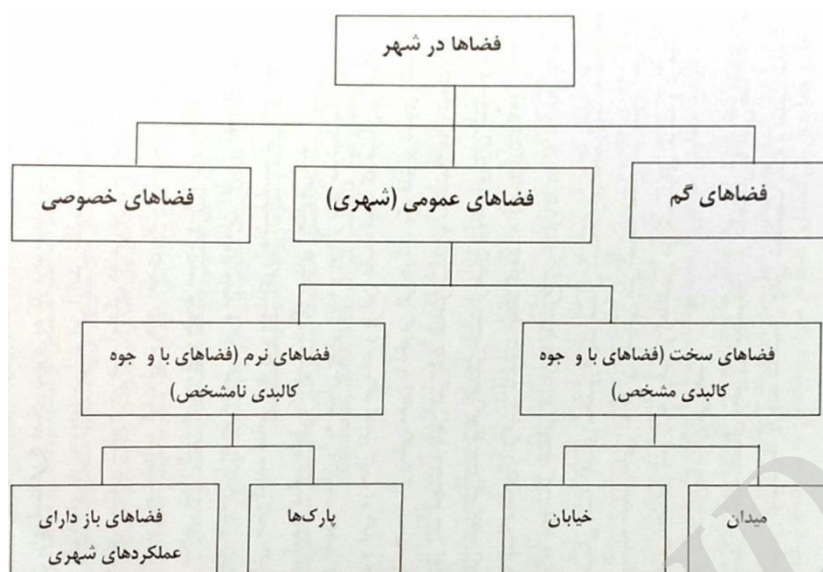 فضاها در شهر
فضاهای گم
فضاهای عمومی (شهری)
فضاهای خصوصی
فضاهای سخت (فضاهای با و جوه
کالبدی مشخص)
فضاهای نرم (فضاهای با و جوه
کالبدی نامشخص)
میدان
خیابان
پارک‌ها
فضاهای باز دارای
عملکردهای شهری